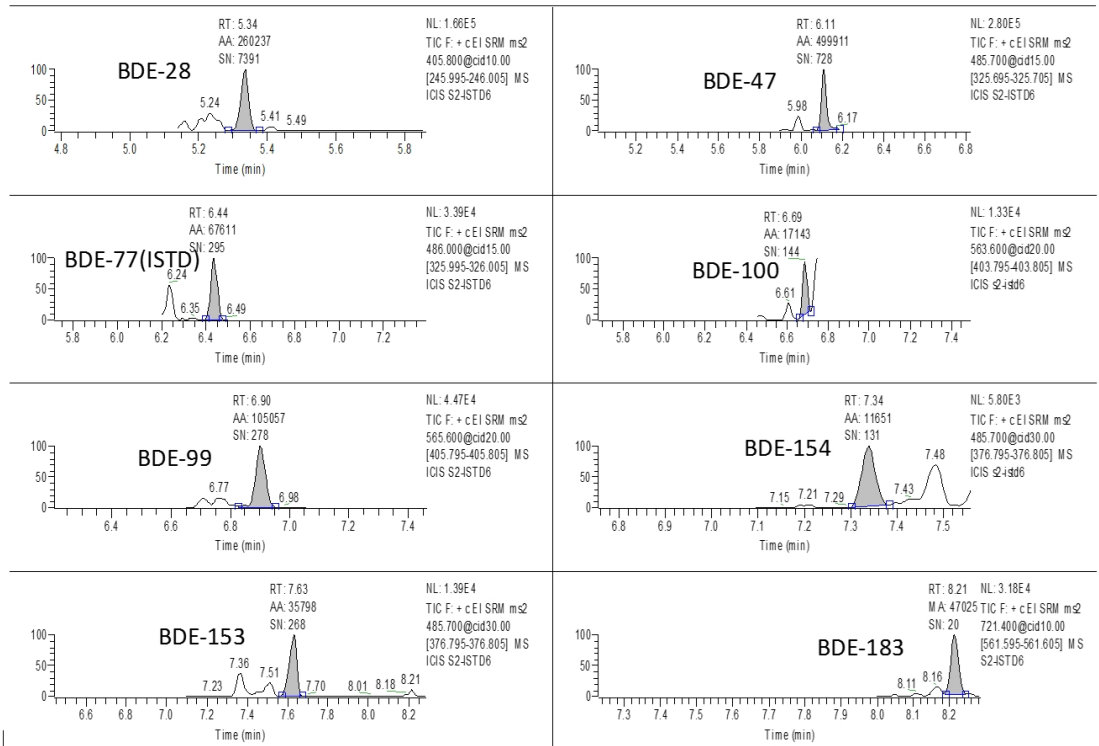 RT: 5.34
AA: 260237
SN: 7391
NL: 1.66E5
TIC F: + c EI SRM ms2
405.800@cid10.00
[245.995-246.005] MS
ICIS S2-ISTD6
BDE-28
100
50
0
5.24
5.41
5.49
4.8 5.0 5.2 5.4 5.6 5.8
Time (min)
RT: 6.11
AA: 499911
SN: 728
NL: 2.80E5
TIC F: + c EI SRM ms2
485.700@cid15.00
[325.695-325.705] MS
ICIS S2-ISTD6
BDE-47
100
50
0
5.98
6.17
5.2 5.4 5.6 5.8 6.0 6.2 6.4 6.6 6.8
Time (min)
RT: 6.44
AA: 67611
SN: 295
NL: 3.39E4
TIC F: + c EI SRM ms2
486.000@cid15.00
[325.995-326.005] MS
ICIS S2-ISTD6
BDE-77(ISTD)
100
50
0
6.24
6.35
6.49
5.8 6.0 6.2 6.4 6.6 6.8 7.0 7.2
Time (min)
RT: 6.69
AA: 17143
SN: 144
NL: 1.33E4
TIC F: + c EI SRM ms2
563.600@cid20.00
[403.795-403.805] MS
ICIS s2-istd6
BDE-100
100
50
0
6.61
5.8 6.0 6.2 6.4 6.6 6.8 7.0 7.2 7.4
Time (min)
RT: 6.90
AA: 105057
SN: 278
NL: 4.47E4
TIC F: + c EI SRM ms2
565.600@cid20.00
[405.795-405.805] MS
ICIS S2-ISTD6
BDE-99
100
50
0
6.77
6.98
6.4 6.6 6.8 7.0 7.2 7.4
Time (min)
RT: 7.34
AA: 11651
SN: 131
NL: 5.80E3
TIC F: + c EI SRM ms2
485.700@cid30.00
[376.795-376.805] MS
ICIS s2-istd6
BDE-154
100
50
0
7.15
7.21
7.29
7.43
7.48
6.8 6.9 7.0 7.1 7.2 7.3 7.4 7.5
Time (min)
RT: 7.63
AA: 35798
SN: 268
NL: 1.39E4
TIC F: + c EI SRM ms2
485.700@cid30.00
[376.795-376.805] MS
ICIS S2-ISTD6
BDE-153
100
50
0
7.23
7.36
7.51
7.70
8.01
8.18
8.21
6.6 6.8 7.0 7.2 7.4 7.6 7.8 8.0 8.2
Time (min)
RT: 8.21
MA: 47025
SN: 20
NL: 3.18E4
TIC F: + c EI SRM ms2
721.400@cid10.00
[561.595-561.605] MS
S2-ISTD6
BDE-183
100
50
0
8.11
8.16
7.3 7.4 7.5 7.6 7.7 7.8 7.9 8.0 8.1 8.2
Time (min)